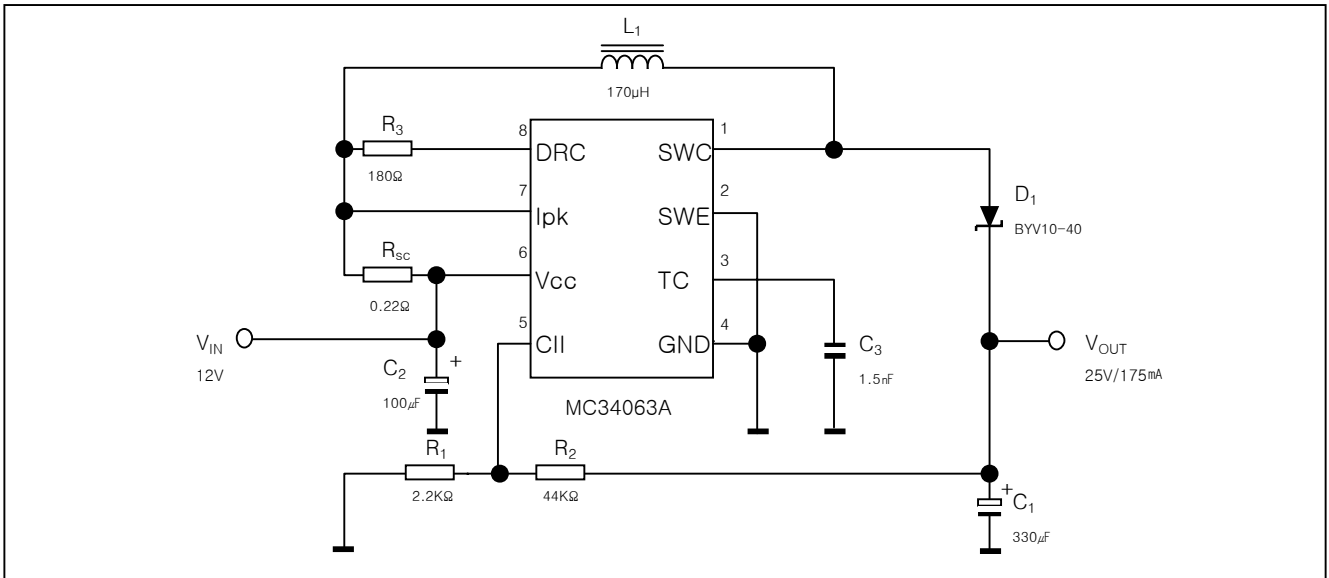 L1
170μH
R3
180Ω
8
DRC
7
Ipk
Rsc
0.22Ω
6
Vcc
5
CII
1
SWC
2
SWE
3
TC
4
GND
MC34063A
D1
BYV10-40
VIN
12V
C2
+
100μF
C3
1.5nF
VOUT
25V/175mA
R1
2.2KΩ
R2
44KΩ
+
C1
330μF